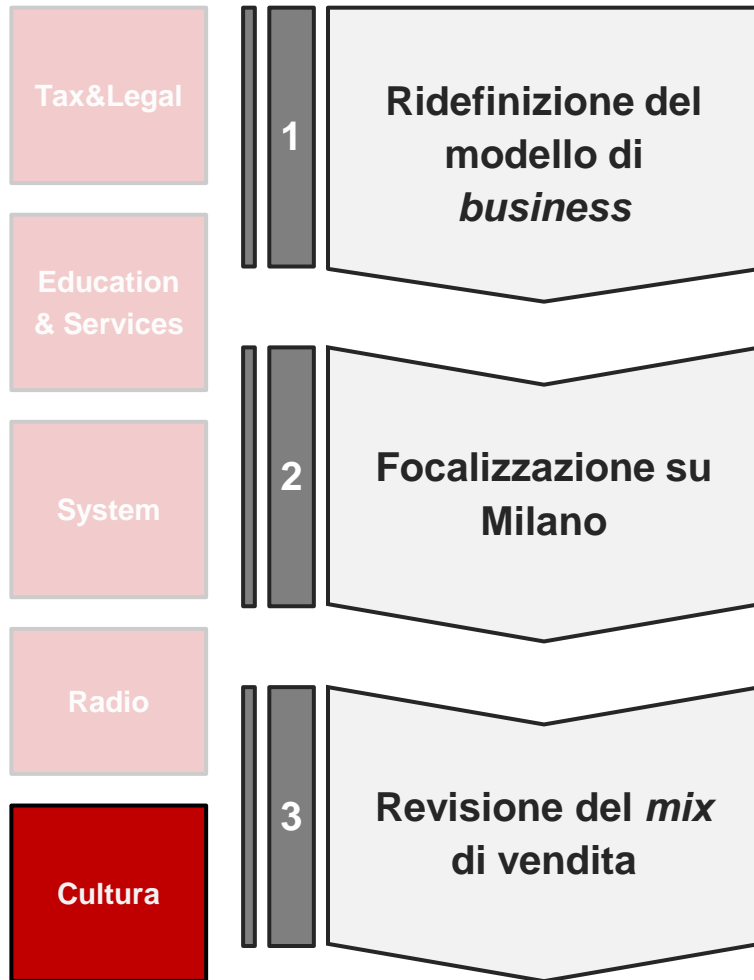 Tax&Legal
Education
& Services
System
Radio
Cultura
1
Ridefinizione del
modello di
business
2
Focalizzazione su
Milano
3
Revisione del mix
di vendita